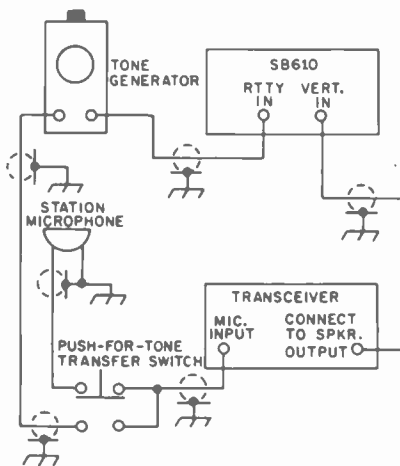 TONE
GENERATOR
SB610
RTTY
IN
VERT.
IN
STATION
MICROPHONE
TRANSCEIVER
MIC.
INPUT
CONNECT
TO SPKR.
OUTPUT
PUSH-FOR-TONE
TRANSFER SWITCH